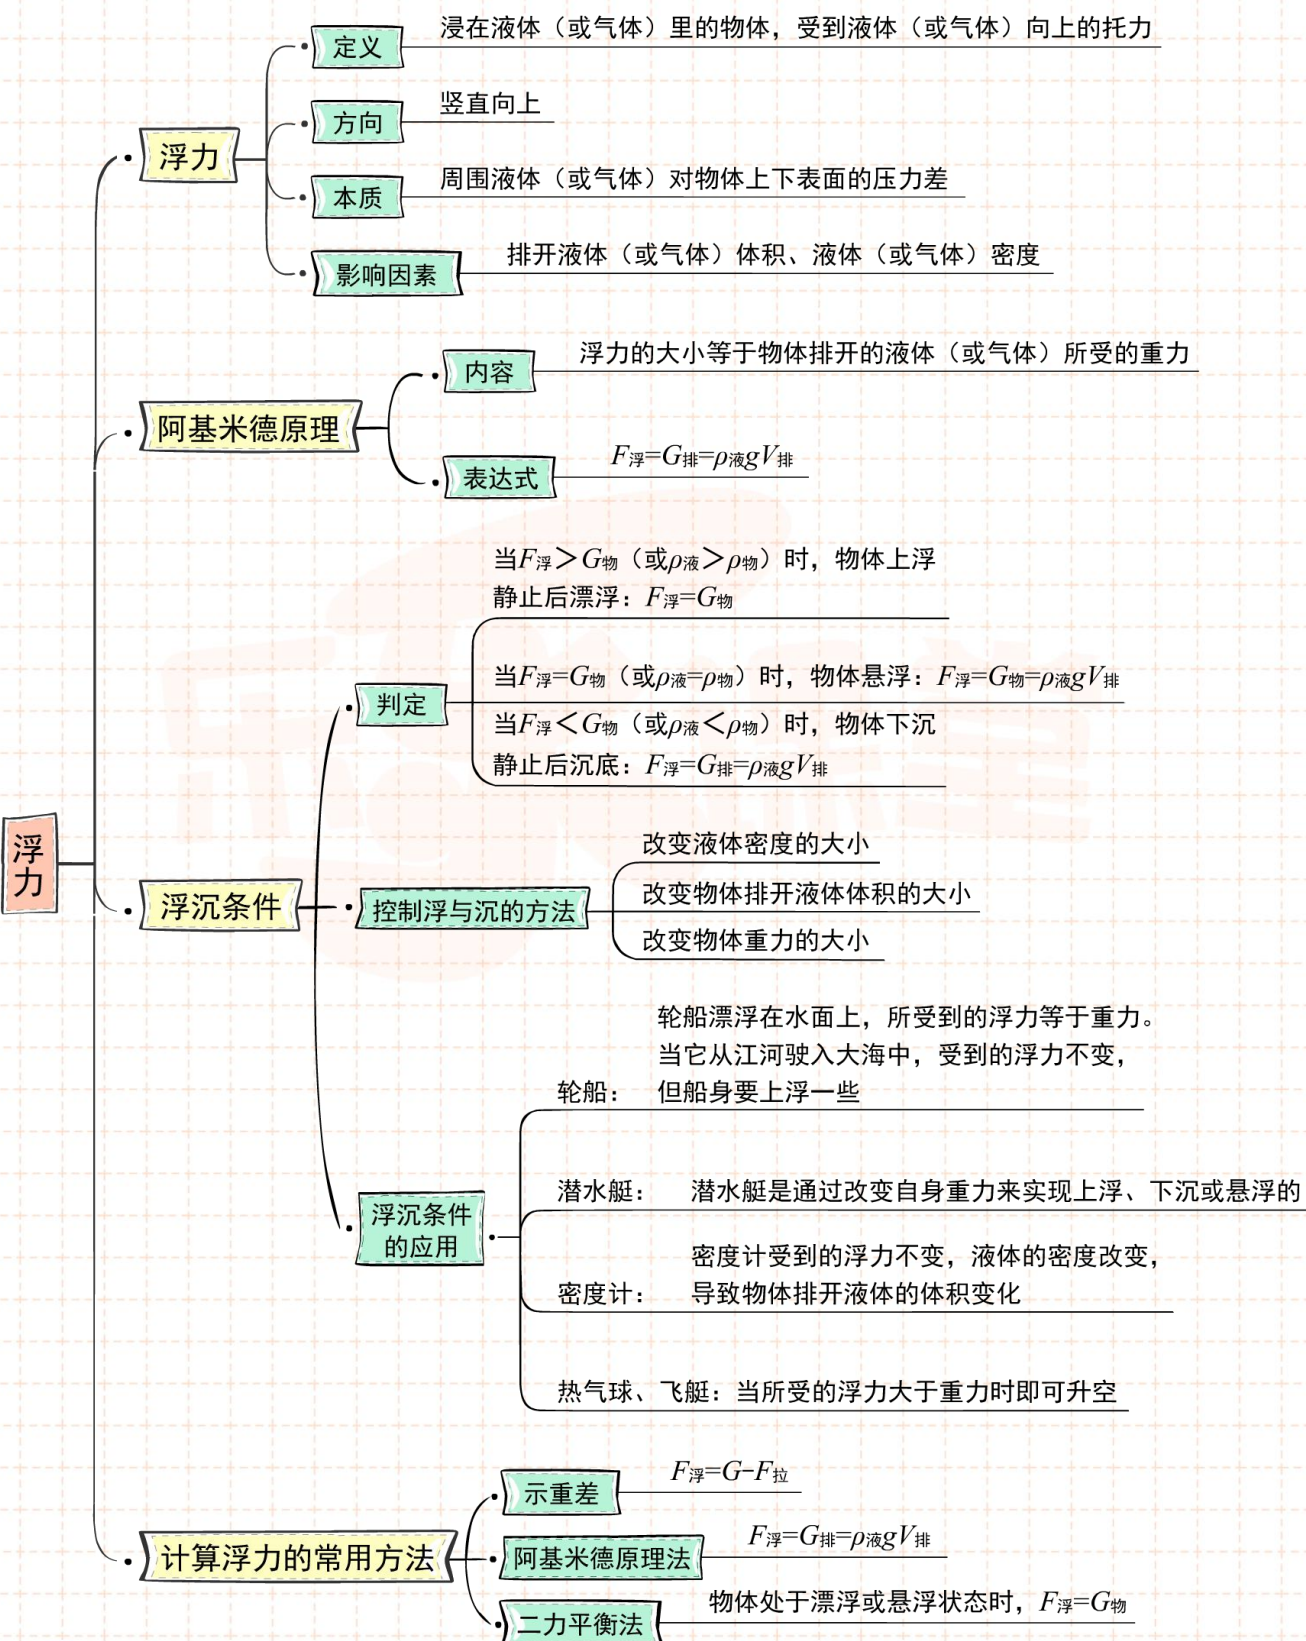 浮力
浮力
定义
浸在液体（或气体）里的物体，受到液体（或气体）向上的托力
方向
竖直向上
本质
周围液体（或气体）对物体上下表面的压力差
影响因素
排开液体（或气体）体积、液体（或气体）密度
阿基米德原理
内容
浮力的大小等于物体排开的液体（或气体）所受的重力
表达式
F浮=G排=ρ液gV排
浮沉条件
判定
当F浮＞G物（或ρ液＞ρ物）时，物体上浮
静止后漂浮：F浮=G物
当F浮=G物（或ρ液=ρ物）时，物体悬浮：F浮=G物=ρ液gV排
当F浮＜G物（或ρ液＜ρ物）时，物体下沉
静止后沉底：F浮=G排=ρ液gV排
控制浮与沉的方法
改变液体密度的大小
改变物体排开液体体积的大小
改变物体重力的大小
浮沉条件
的应用
轮船漂浮在水面上，所受到的浮力等于重力。
当它从江河驶入大海中，受到的浮力不变，
轮船： 但船身要上浮一些
潜水艇： 潜水艇是通过改变自身重力来实现上浮、下沉或悬浮的
密度计受到的浮力不变，液体的密度改变，
密度计： 导致物体排开液体的体积变化
热气球、飞艇：当所受的浮力大于重力时即可升空
计算浮力的常用方法
示重差
F浮=G-F拉
阿基米德原理法
F浮=G排=ρ液gV排
二力平衡法
物体处于漂浮或悬浮状态时，F浮=G物